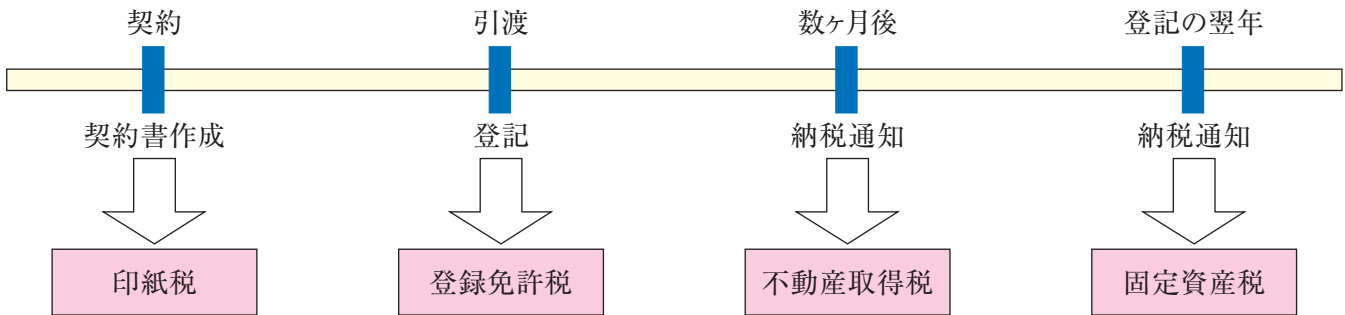 契約
引渡
数ヶ月後
登記の翌年
契約書作成
登記
納税通知
納税通知
印紙税
登録免許税
不動産取得税
固定資産税